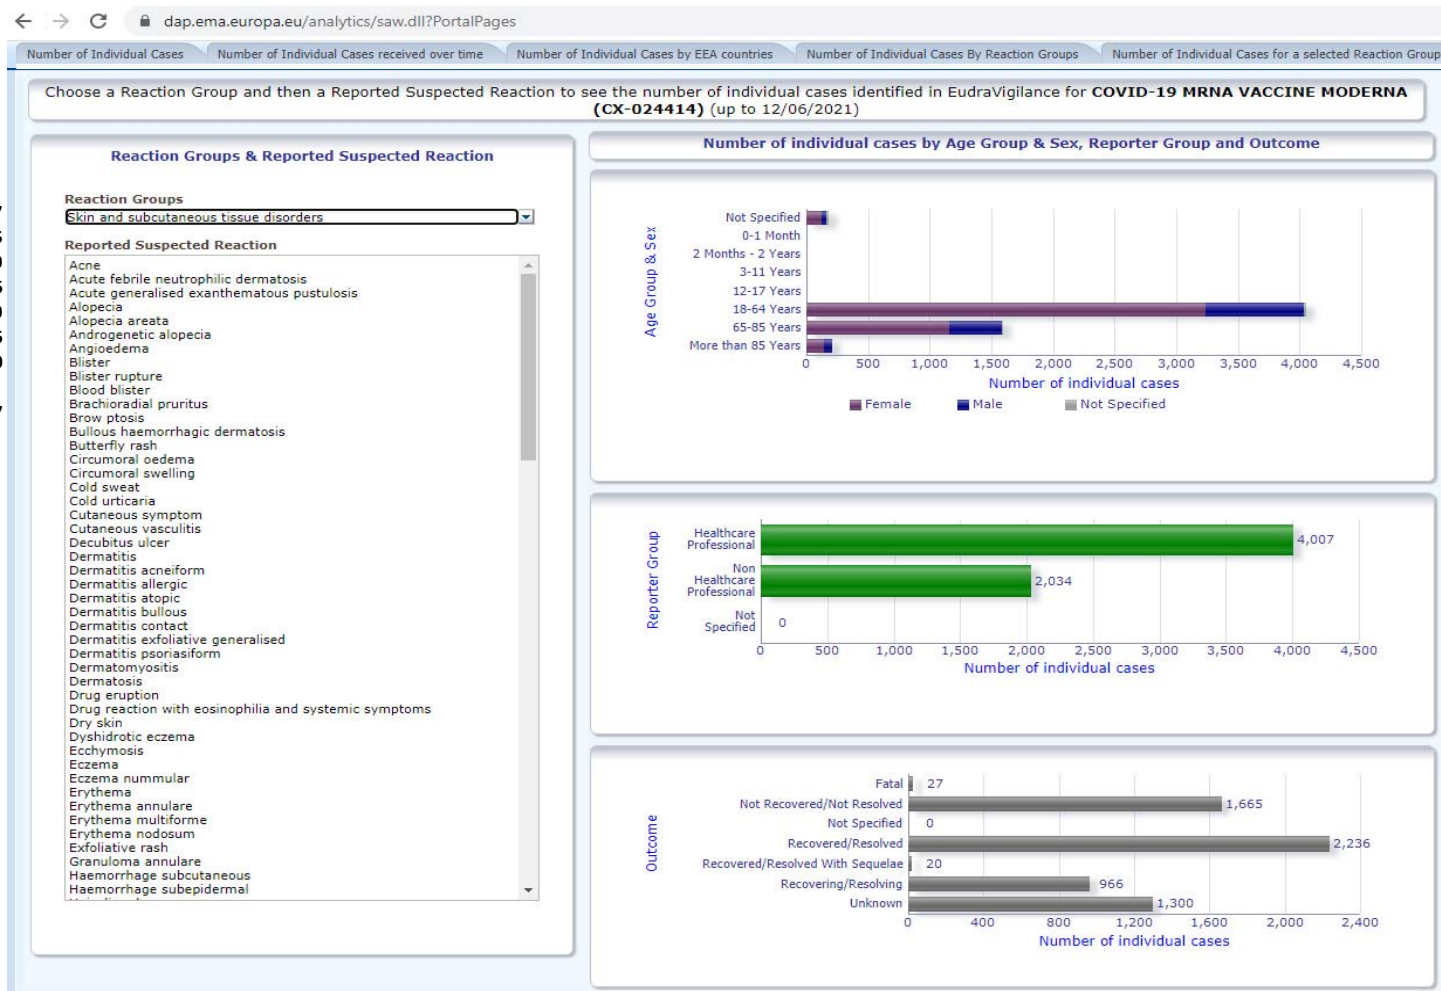 dap.ema.europa.eu/analytics/saw.dll?PortalPages
Number of Individual Cases
Number of Individual Cases received over time
Number of Individual Cases by EEA countries
Number of Individual Cases By Reaction Groups
Number of Individual Cases for a selected Reaction Group
Choose a Reaction Group and then a Reported Suspected Reaction to see the number of individual cases identified in EudraVigilance for COVID-19 MRNA VACCINE MODERNA
(CX-024414) (up to 12/06/2021)
Reaction Groups & Reported Suspected Reaction
Reaction Groups
Skin and subcutaneous tissue disorders
Reported Suspected Reaction
Acne
Acute febrile neutrophilic dermatosis
Acute generalised exanthematous pustulosis
Alopecia
Alopecia areata
Androgenetic alopecia
Angioedema
Blister
Blister rupture
Blood blister
Brachioradial pruritus
Brow ptosis
Bullous haemorrhagic dermatosis
Butterfly rash
Circumoral oedema
Circumoral swelling
Cold sweat
Cold urticaria
Cutaneous symptom
Cutaneous vasculitis
Decubitus ulcer
Dermatitis
Dermatitis acneiform
Dermatitis allergic
Dermatitis atopic
Dermatitis bullous
Dermatitis contact
Dermatitis exfoliative generalised
Dermatitis psoriasiform
Dermatomyositis
Dermatosis
Drug eruption
Drug reaction with eosinophilia and systemic symptoms
Dry skin
Dyshidrotic eczema
Ecchymosis
Eczema
Eczema nummular
Erythema
Erythema annulare
Erythema multiforme
Erythema nodosum
Exfoliative rash
Granuloma annulare
Haemorrhage subcutaneous
Haemorrhage subepidermal
Number of individual cases by Age Group & Sex, Reporter Group and Outcome
Age Group & Sex
Not Specified
0-1 Month
2 Months - 2 Years
3-11 Years
12-17 Years
18-64 Years
65-85 Years
More than 85 Years
0 500 1,000 1,500 2,000 2,500 3,000 3,500 4,000 4,500
Number of individual cases
Female Male Not Specified
Reporter Group
Healthcare
Professional
4,007
Non
Healthcare
Professional
2,034
Not
Specified
0
0 500 1,000 1,500 2,000 2,500 3,000 3,500 4,000 4,500
Number of individual cases
Outcome
Fatal 27
Not Recovered/Not Resolved 1,665
Not Specified 0
Recovered/Resolved 2,236
Recovered/Resolved With Sequelae 20
Recovering/Resolving 966
Unknown 1,300
0 400 800 1,200 1,600 2,000 2,400
Number of individual cases